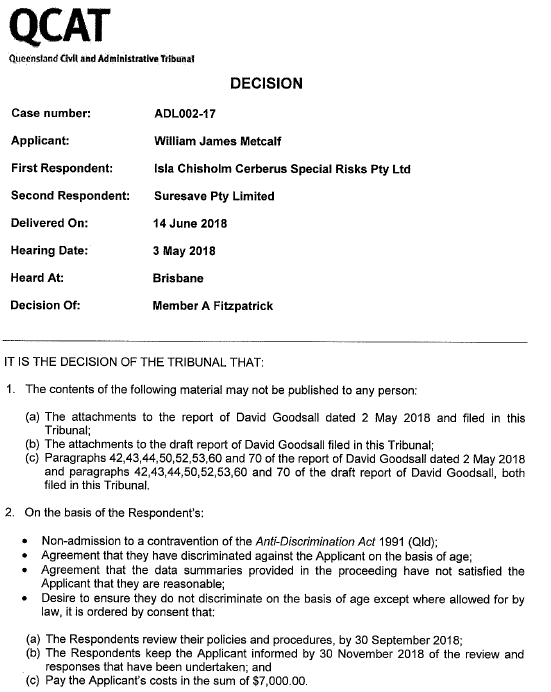 QCAT
Queensland Civil and Administrative Tribunal
DECISION
Case number: ADL002-17
Applicant: William James Metcalf
First Respondent: Isla Chisholm Cerberus Special Risks Pty Ltd
Second Respondent: Suresave Pty Limited
Delivered On: 14 June 2018
Hearing Date: 3 May 2018
Heard At: Brisbane
Decision Of: Member A Fitzpatrick
IT IS THE DECISION OF THE TRIBUNAL THAT:
1. The contents of the following material may not be published to any person:
(a) The attachments to the report of David Goodsall dated 2 May 2018 and filed in this
Tribunal;
(b) The attachments to the draft report of David Goodsall filed in this Tribunal;
(c) Paragraphs 42,43,44,50,52,53,60 and 70 of the report of David Goodsall dated 2 May 2018
and paragraphs 42,43,44,50,52,53,60 and 70 of the draft report of David Goodsall, both
filed in this Tribunal.
2. On the basis of the Respondent's:
• Non-admission to a contravention of the Anti-Discrimination Act 1991 (Qld);
• Agreement that they have discriminated against the Applicant on the basis of age;
• Agreement that the data summaries provided in the proceeding have not satisfied the
Applicant that they are reasonable;
• Desire to ensure they do not discriminate on the basis of age except where allowed for by
law, it is ordered by consent that:
(a) The Respondents review their policies and procedures, by 30 September 2018;
(b) The Respondents keep the Applicant informed by 30 November 2018 of the review and
responses that have been undertaken; and
(c) Pay the Applicant's costs in the sum of $7,000.00.